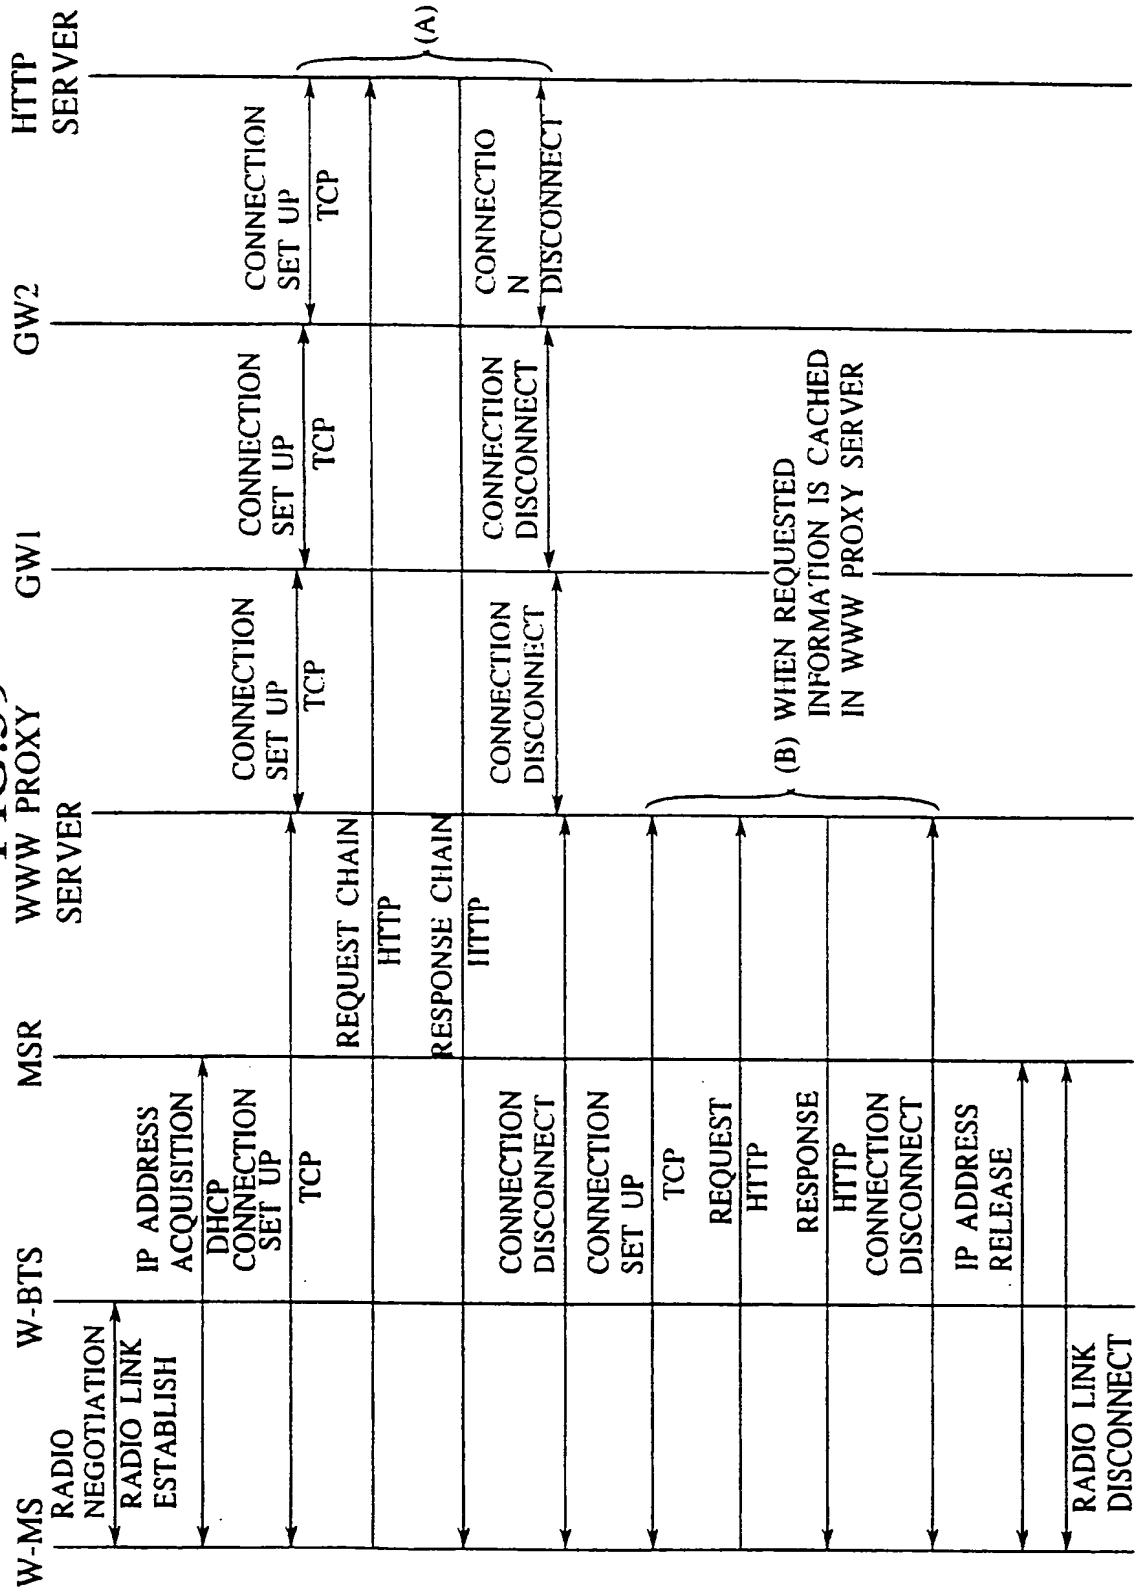 WWW PROXY
SERVER
W-MS
W-BTS
MSR
GW1
GW2
HTTP
SERVER
RADIO
NEGOTIATION
RADIO LINK
ESTABLISH
IP ADDRESS
ACQUISITION
DHCP
CONNECTION
SET UP
TCP
CONNECTION
SET UP
TCP
CONNECTION
SET UP
TCP
CONNECTION
SET UP
TCP
REQUEST CHAIN
HTTP
RESPONSE CHAIN
HTTP
(A)
CONNECTION
DISCONNECT
CONNECTION
DISCONNECT
CONNECTION
DISCONNECT
CONNECTIO
N
DISCONNECT
CONNECTION
SET UP
TCP
REQUEST
HTTP
RESPONSE
HTTP
CONNECTION
DISCONNECT
(B) WHEN REQUESTED
INFORMATION IS CACHED
IN WWW PROXY SERVER
IP ADDRESS
RELEASE
RADIO LINK
DISCONNECT